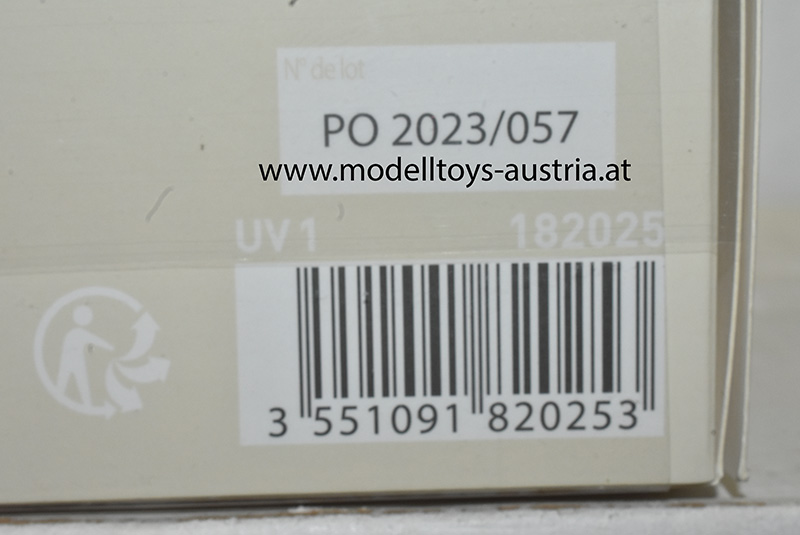 N° de lot
PO 2023/057
www.modelltoys-austria.at
UV 1 182025
3 551091 820253